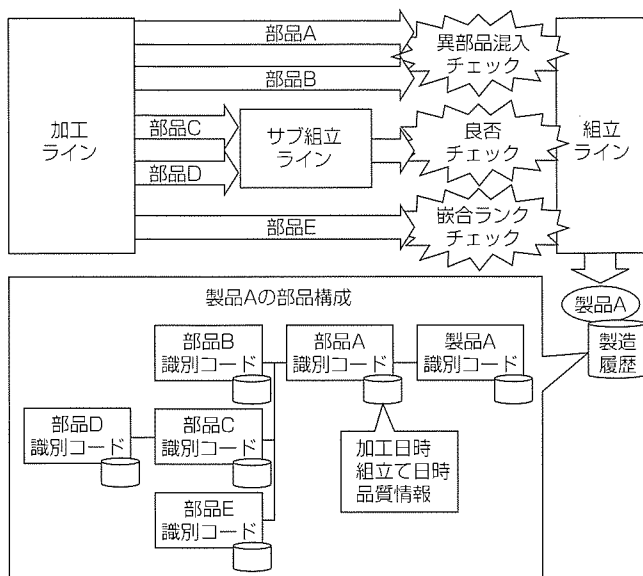 部品A
異部品混入
チェック
部品B
加工
ライン
部品C
サブ組立
ライン
良否
チェック
組立
ライン
部品D
嵌合ランク
チェック
部品E
製品Aの部品構成
製品A
製造
履歴
部品B
識別コード
部品A
識別コード
製品A
識別コード
部品D
識別コード
部品C
識別コード
加工日時
組立て日時
品質情報
部品E
識別コード